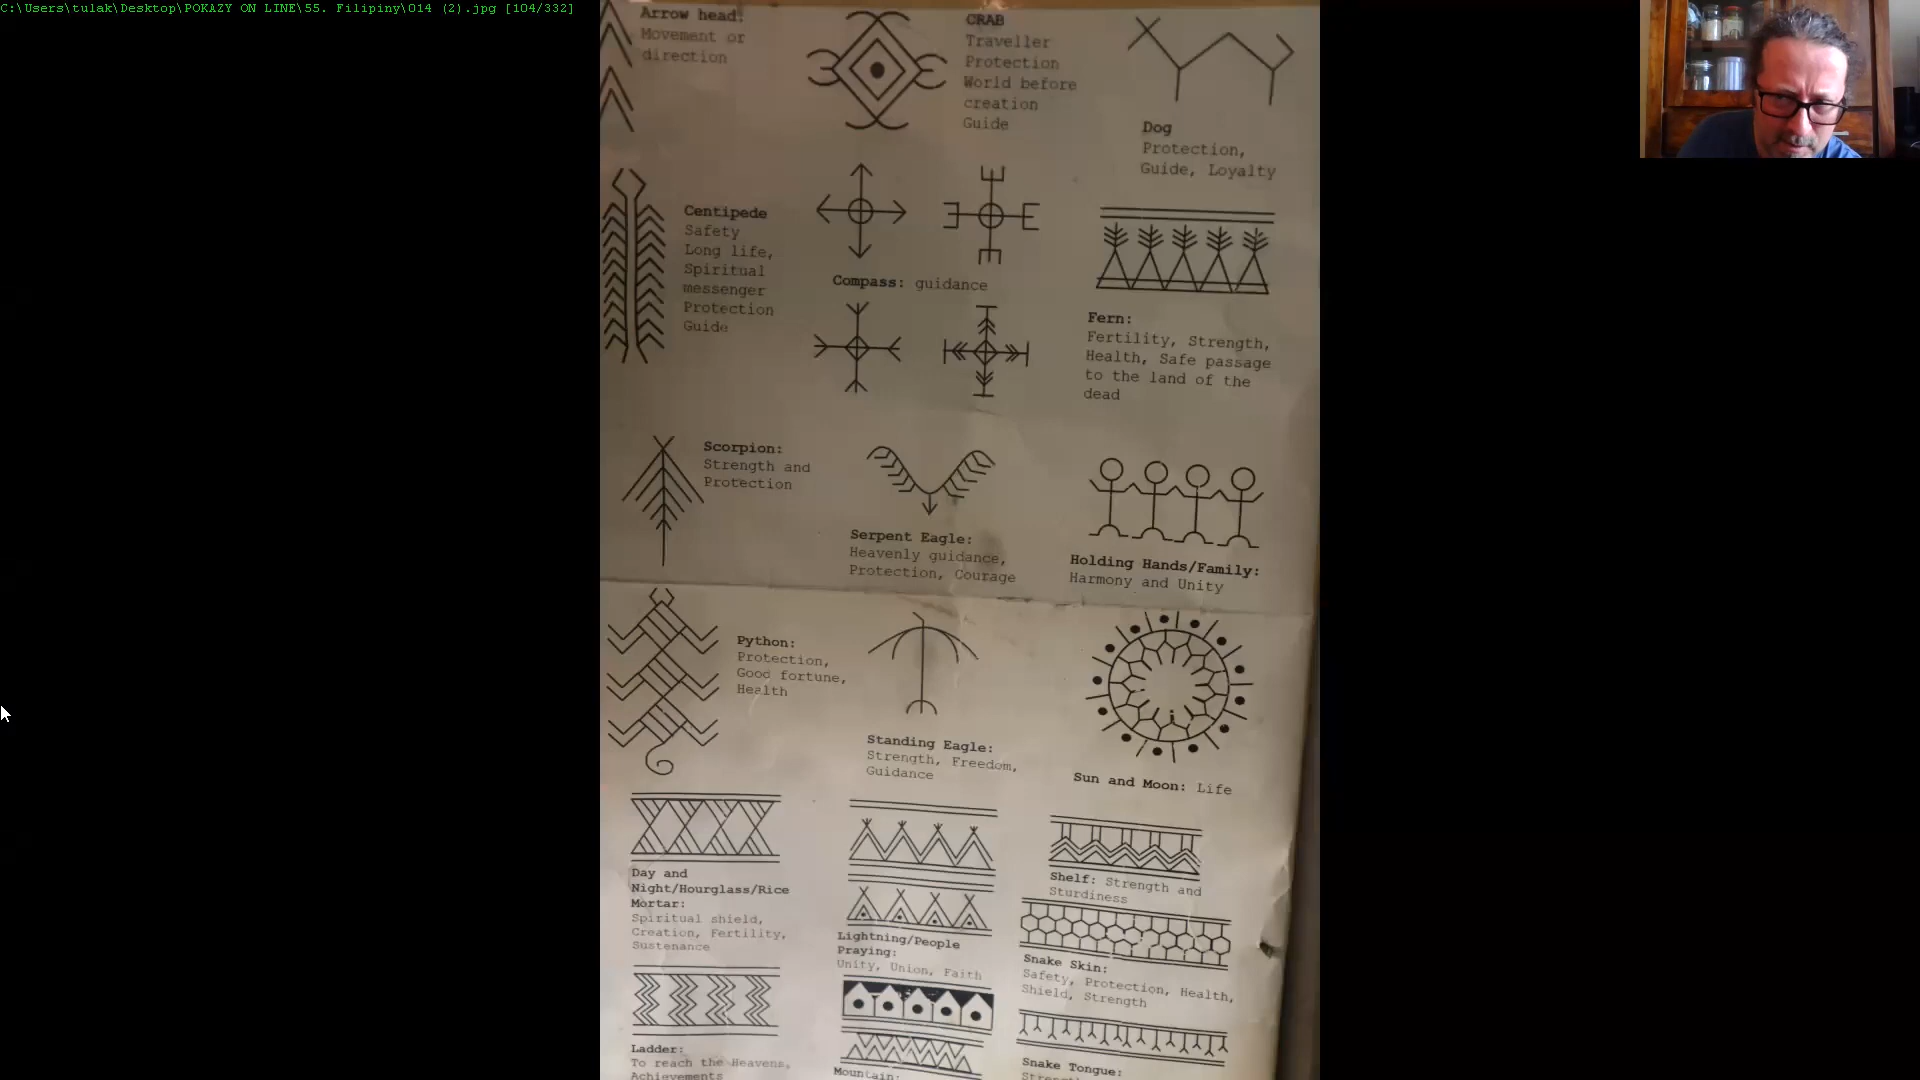 C:\Users\tulak\Desktop\POKAZY ON LINE\55. Filipiny\014 (2).jpg [104/332]
Arrow head:
Movement or
direction
CRAB
Traveller
Protection
World before
creation
Guide
Dog
Protection,
Guide, Loyalty
Centipede
Safety
Long life,
Spiritual
messenger
Protection
Guide
Compass: guidance
Fern:
Fertility, Strength,
Health, Safe passage
to the land of the
dead
Scorpion:
Strength and
Protection
Serpent Eagle:
Heavenly guidance,
Protection, Courage
Holding Hands/Family:
Harmony and Unity
Python:
Protection,
Good fortune,
Health
Standing Eagle:
Strength, Freedom,
Guidance
Sun and Moon: Life
Day and
Night/Hourglass/Rice
Mortar:
Spiritual shield,
Creation, Fertility,
Sustenance
Lightning/People
Praying:
Unity, Union, Faith
Shelf: Strength and
Sturdiness
Snake Skin:
Safety, Protection, Health,
Shield, Strength
Ladder:
To reach the Heavens,
Achievements
Mountain:
Snake Tongue: